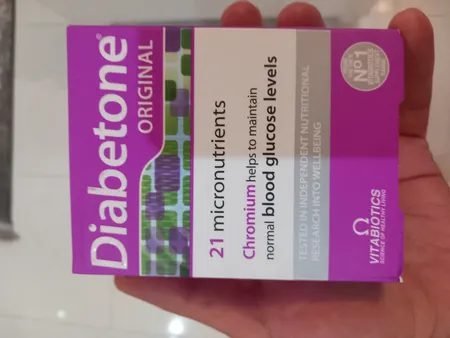 Diabetone®
ORIGINAL
21 micronutrients
Chromium helps to maintain
normal blood glucose levels
TESTED IN INDEPENDENT NUTRITIONAL
RESEARCH INTO WELLBEING
Nº1
VITABIOTICS
SCIENCE OF HEALTHY LIVING